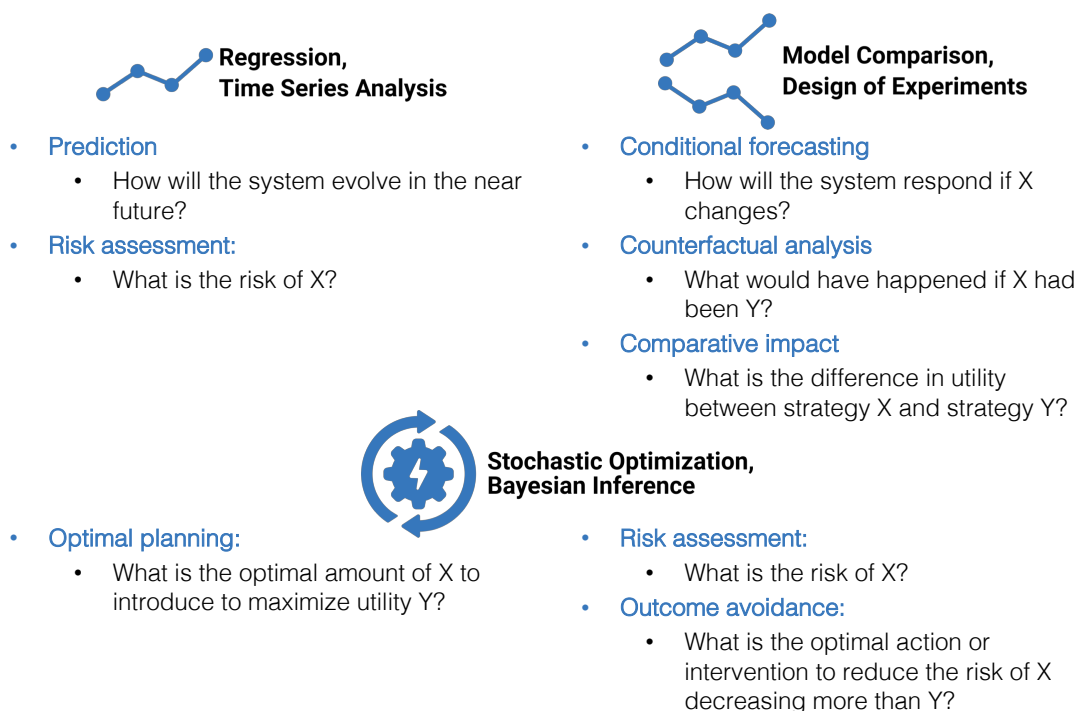 Regression,
Time Series Analysis
• Prediction
• How will the system evolve in the near
future?
• Risk assessment:
• What is the risk of X?
Model Comparison,
Design of Experiments
• Conditional forecasting
• How will the system respond if X
changes?
• Counterfactual analysis
• What would have happened if X had
been Y?
• Comparative impact
• What is the difference in utility
between strategy X and strategy Y?
Stochastic Optimization,
Bayesian Inference
• Optimal planning:
• What is the optimal amount of X to
introduce to maximize utility Y?
• Risk assessment:
• What is the risk of X?
• Outcome avoidance:
• What is the optimal action or
intervention to reduce the risk of X
decreasing more than Y?